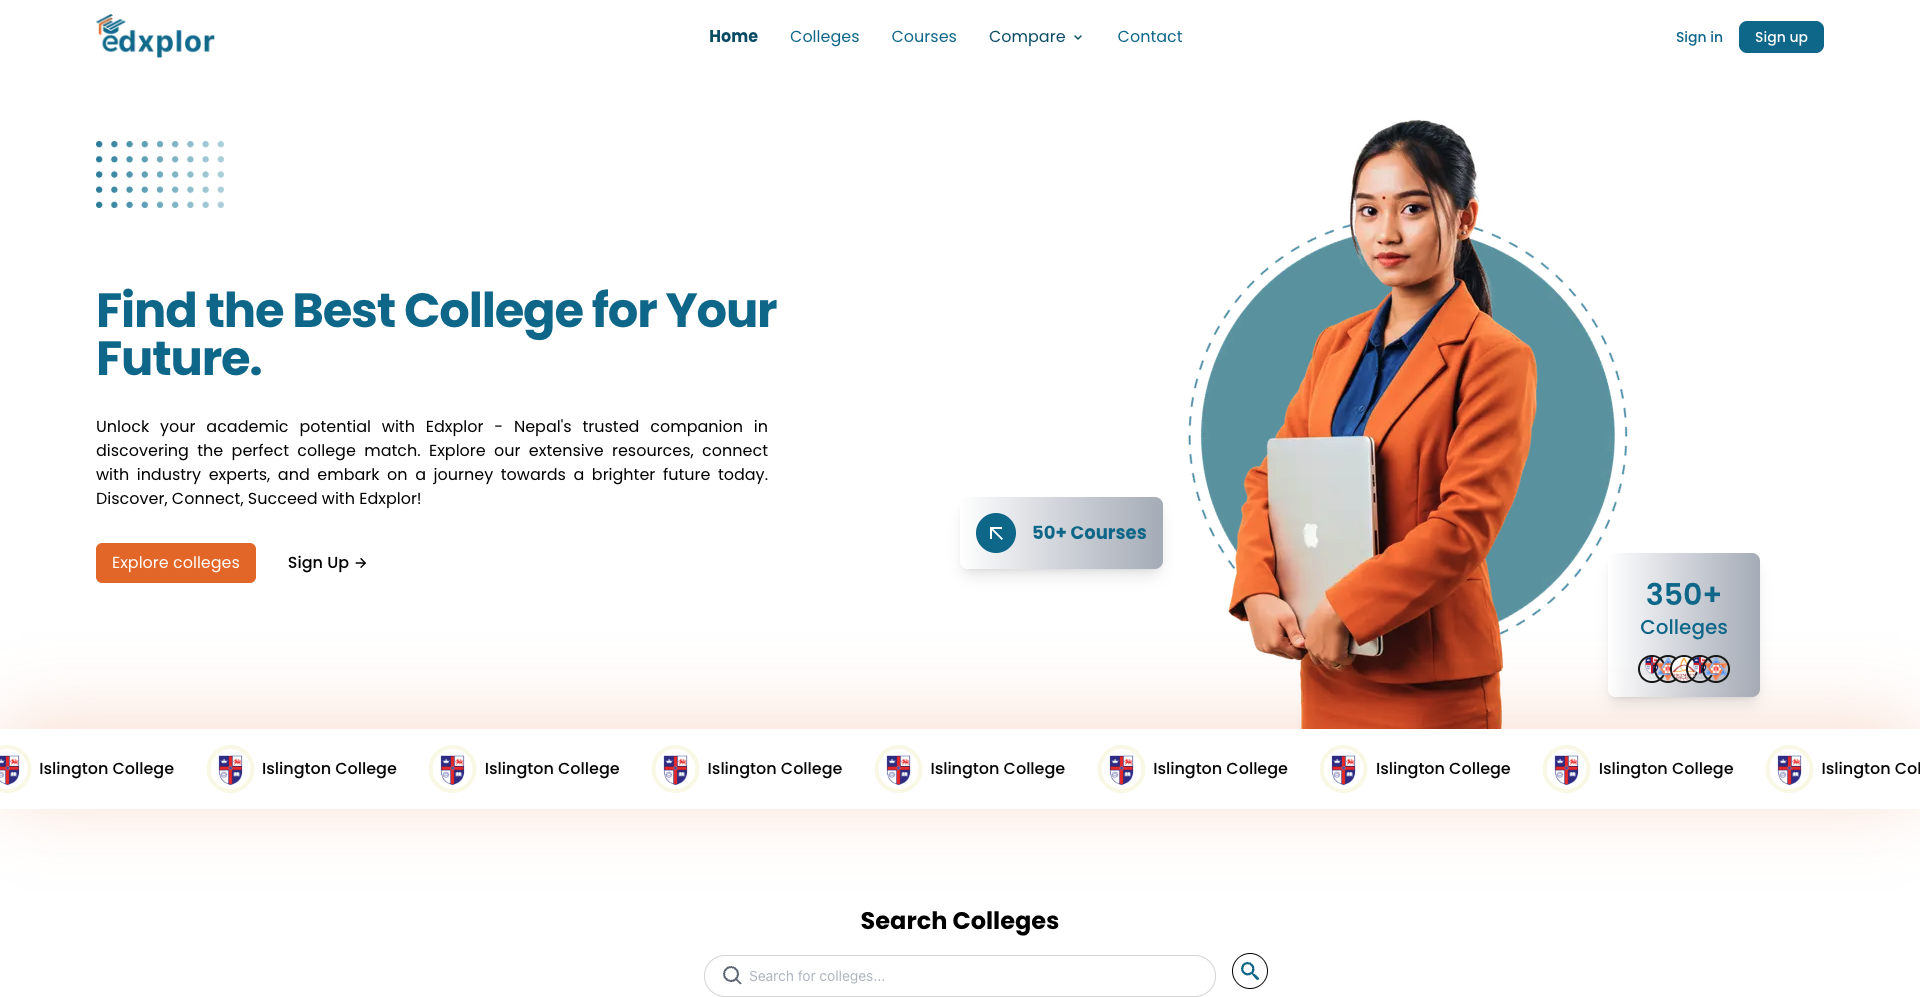 edxplor
Home Colleges Courses Compare Contact
Sign in Sign up
Find the Best College for Your
Future.
Unlock your academic potential with Edxplor - Nepal's trusted companion in
discovering the perfect college match. Explore our extensive resources, connect
with industry experts, and embark on a journey towards a brighter future today.
Discover, Connect, Succeed with Edxplor!
Explore colleges Sign Up →
50+ Courses
350+
Colleges
Islington College Islington College Islington College Islington College Islington College Islington College Islington College Islington College Islington Col
Search Colleges
Search for colleges...